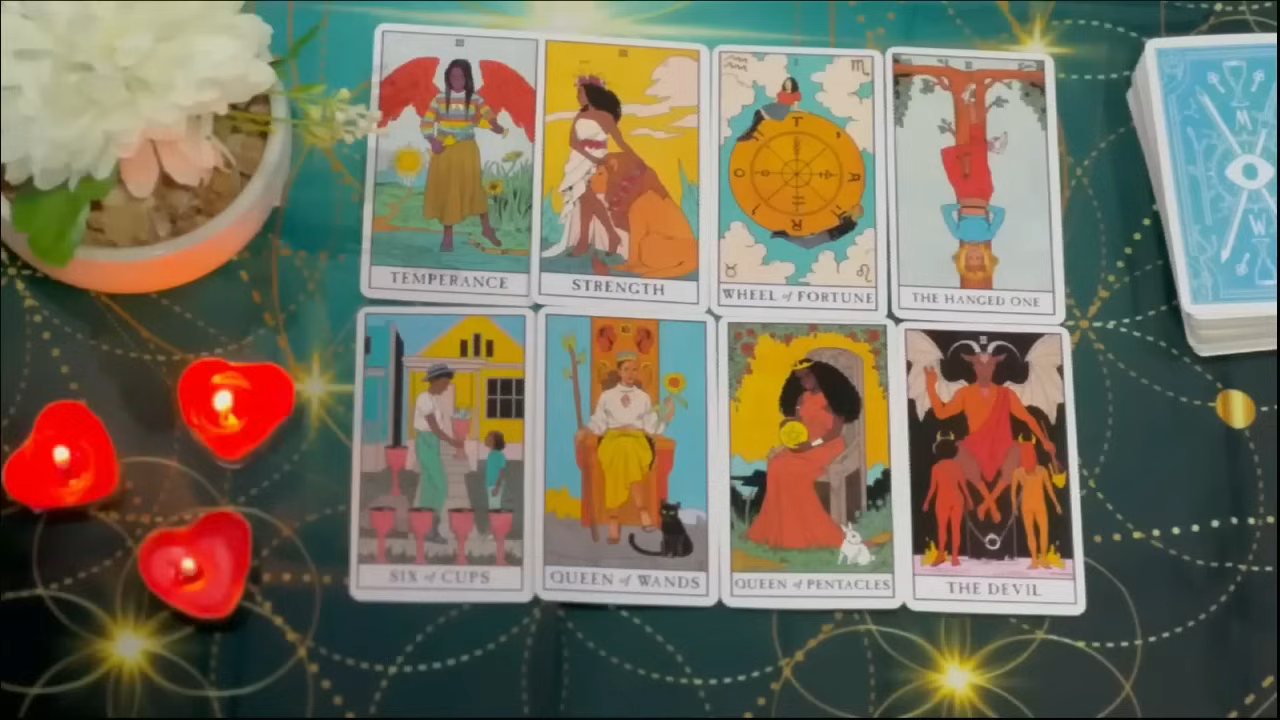 TEMPERANCE
STRENGTH
WHEEL of FORTUNE
THE HANGED ONE
SIX of CUPS
QUEEN of WANDS
QUEEN of PENTACLES
THE DEVIL
T
A
R
O
M
W